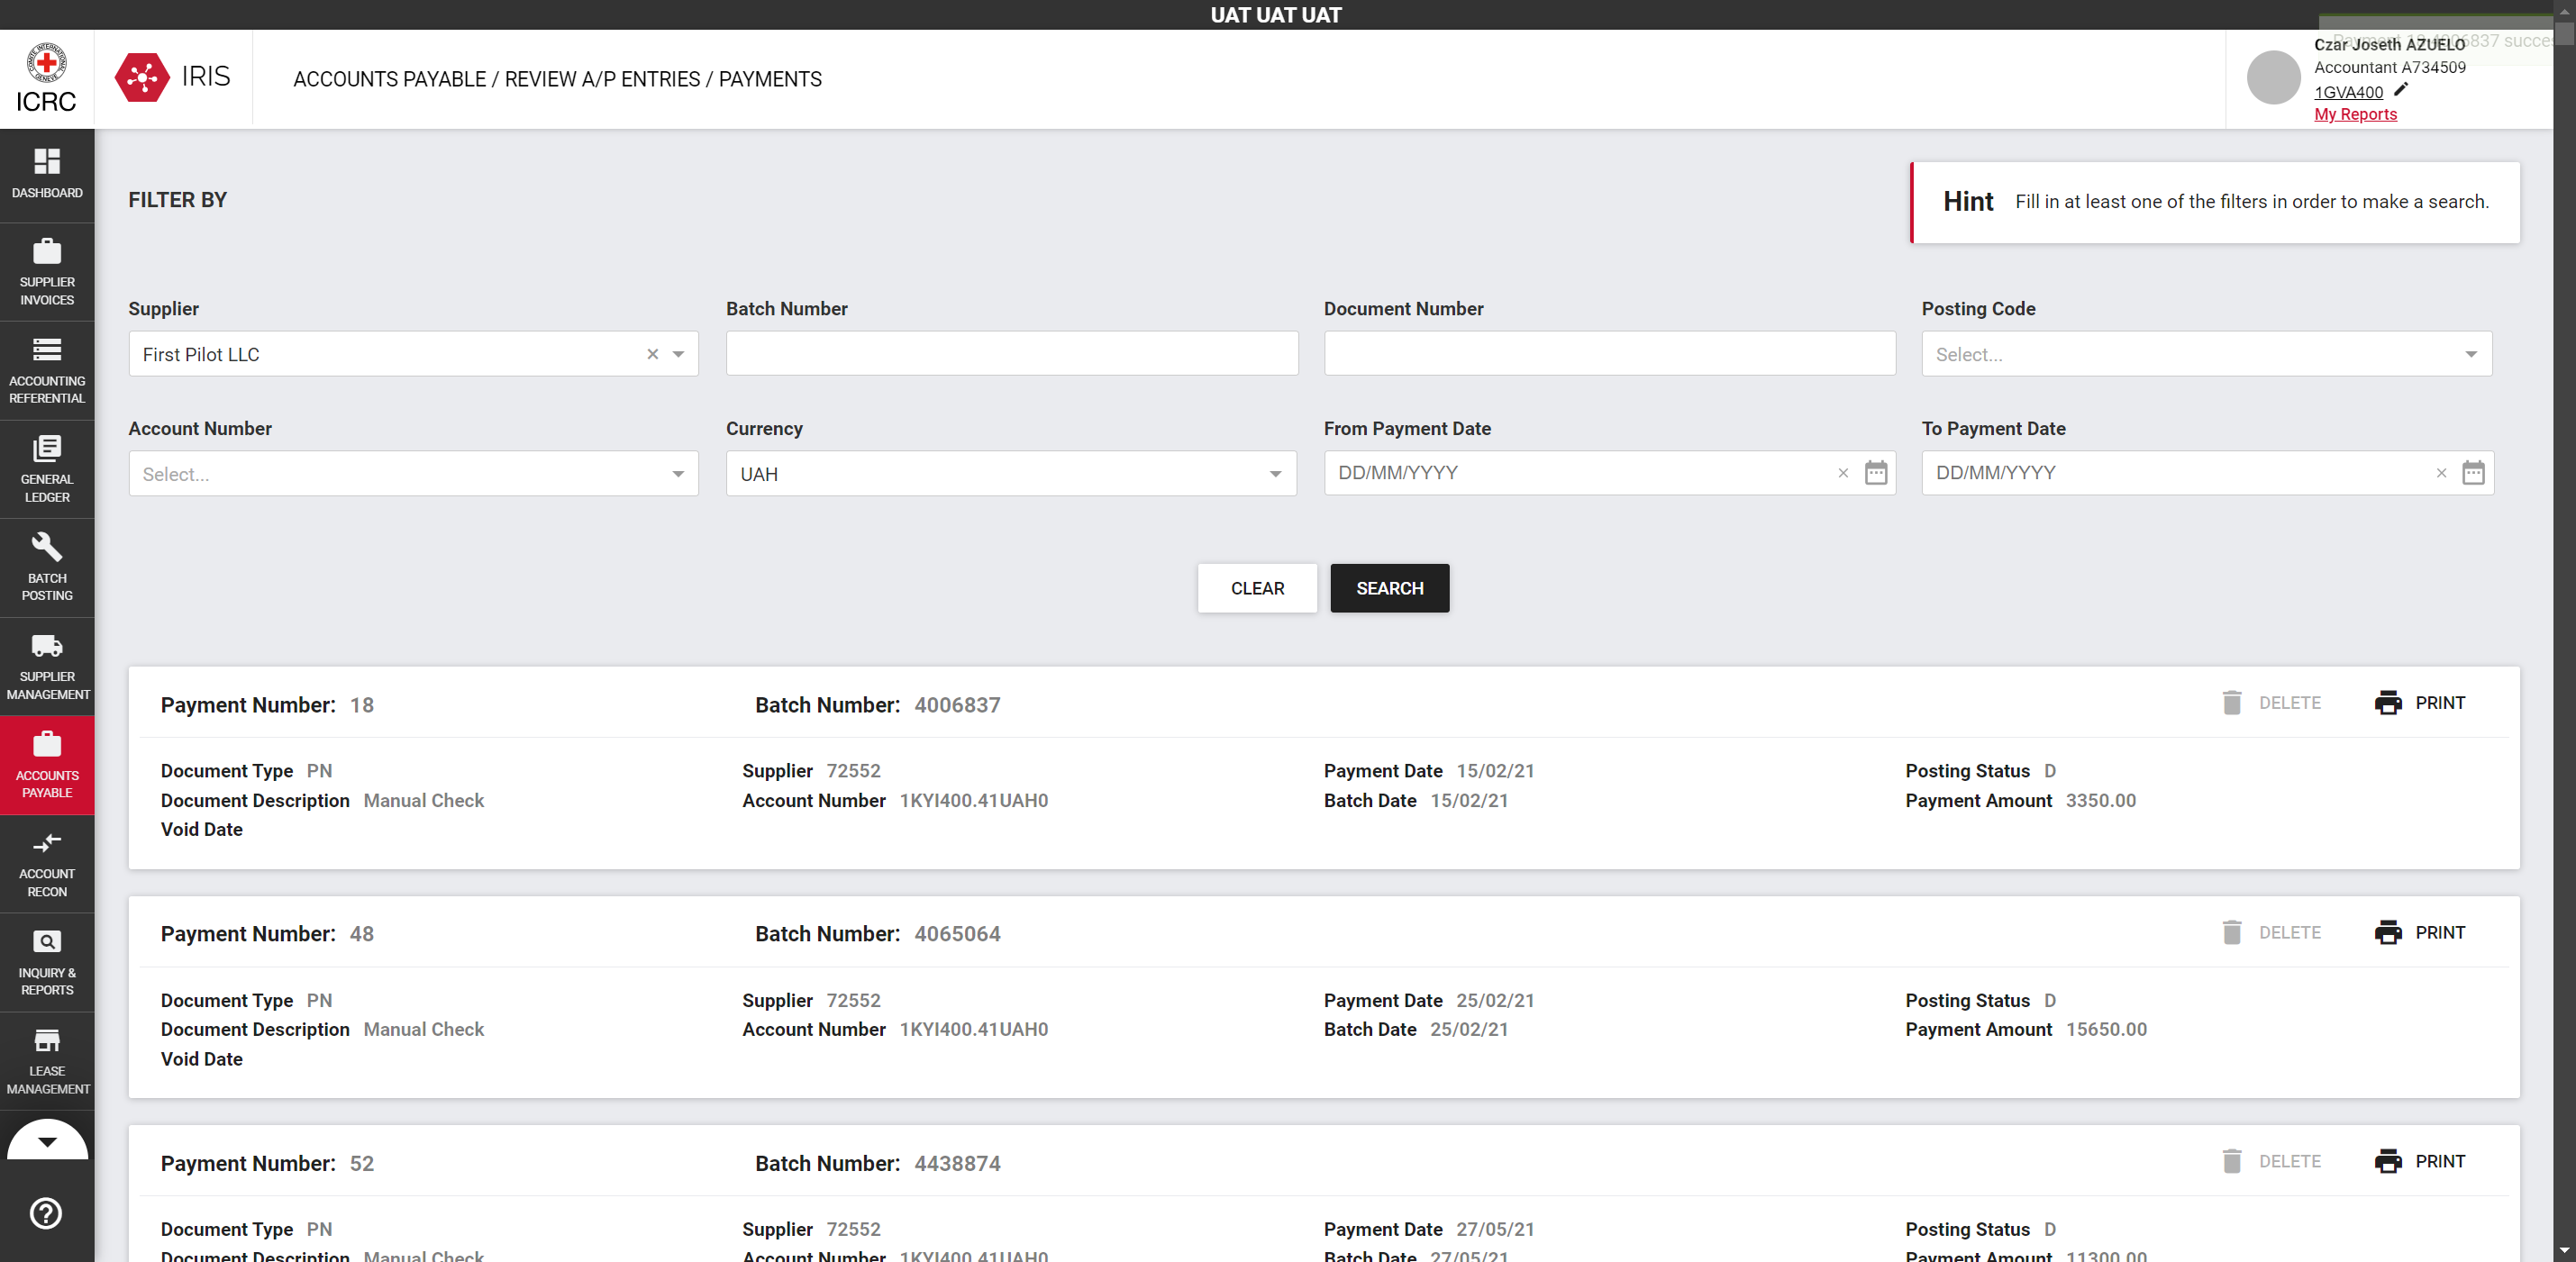 UAT UAT UAT
ICRC
IRIS
ACCOUNTS PAYABLE / REVIEW A/P ENTRIES / PAYMENTS
Czar Joseth AZUELO
Accountant A734509
1GVA400
My Reports
DASHBOARD
SUPPLIER
INVOICES
ACCOUNTING
REFERENTIAL
GENERAL
LEDGER
BATCH
POSTING
SUPPLIER
MANAGEMENT
ACCOUNTS
PAYABLE
ACCOUNT
RECON
INQUIRY &
REPORTS
LEASE
MANAGEMENT
FILTER BY
Hint Fill in at least one of the filters in order to make a search.
Supplier Batch Number Document Number Posting Code
First Pilot LLC Select...
Account Number Currency From Payment Date To Payment Date
Select... UAH DD/MM/YYYY DD/MM/YYYY
CLEAR SEARCH
Payment Number: 18 Batch Number: 4006837 DELETE PRINT
Document Type PN Supplier 72552 Payment Date 15/02/21 Posting Status D
Document Description Manual Check Account Number 1KYI400.41UAH0 Batch Date 15/02/21 Payment Amount 3350.00
Void Date
Payment Number: 48 Batch Number: 4065064 DELETE PRINT
Document Type PN Supplier 72552 Payment Date 25/02/21 Posting Status D
Document Description Manual Check Account Number 1KYI400.41UAH0 Batch Date 25/02/21 Payment Amount 15650.00
Void Date
Payment Number: 52 Batch Number: 4438874 DELETE PRINT
Document Type PN Supplier 72552 Payment Date 27/05/21 Posting Status D
Document Description Manual Check Account Number 1KYI400.41UAH0 Batch Date 27/05/21 Payment Amount 11300.00